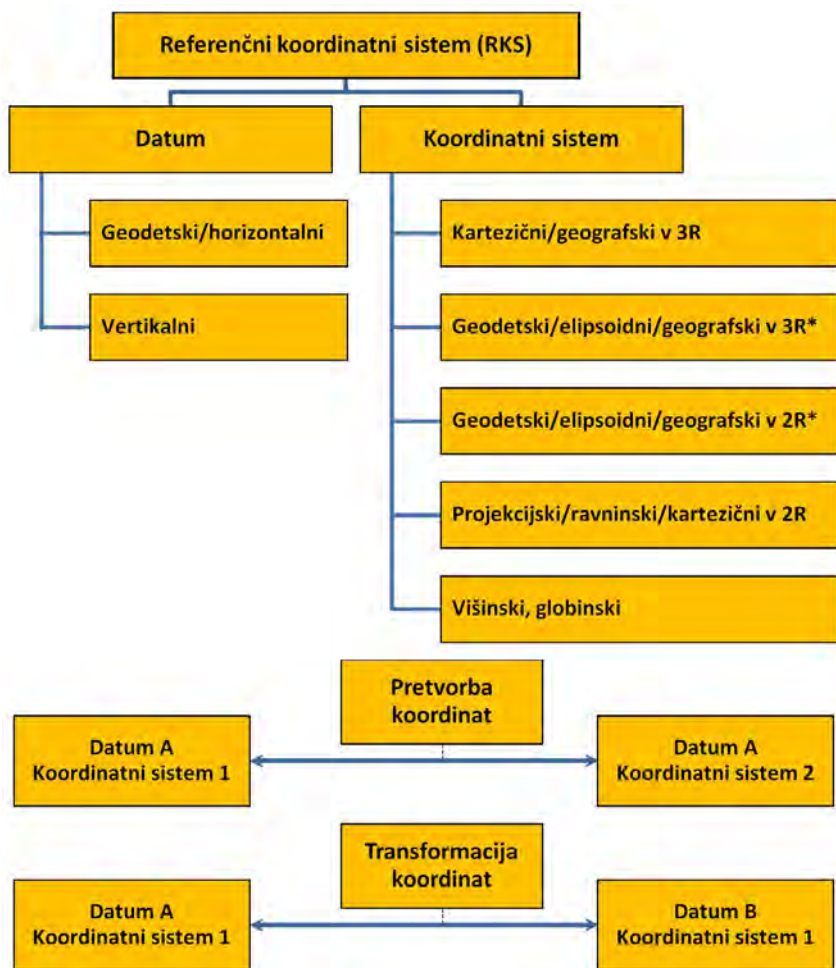 Referenčni koordinatni sistem (RKS)
Datum
Geodetski/horizontalni
Vertikalni
Koordinatni sistem
Kartezični/geografski v 3R
Geodetski/elipsoidni/geografski v 3R*
Geodetski/elipsoidni/geografski v 2R*
Projekcijski/ravninski/kartezični v 2R
Višinski, globinski
Pretvorba
koordinat
Datum A
Koordinatni sistem 1
Datum A
Koordinatni sistem 2
Transformacija
koordinat
Datum A
Koordinatni sistem 1
Datum B
Koordinatni sistem 1